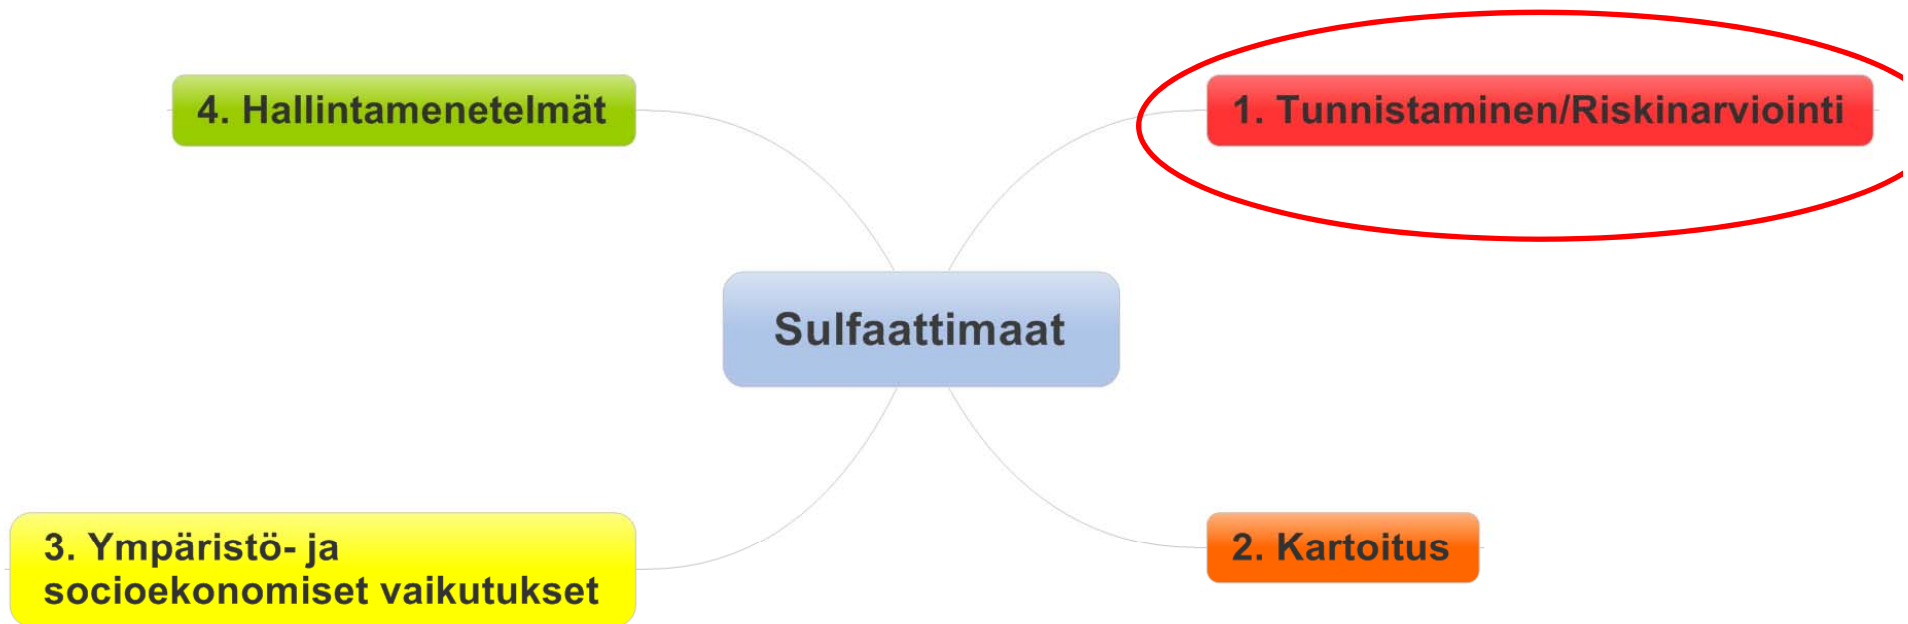 4. Hallintamenetelmät
1. Tunnistaminen/Riskinarviointi
Sulfaattimaat
3. Ympäristö- ja
socioekonomiset vaikutukset
2. Kartoitus